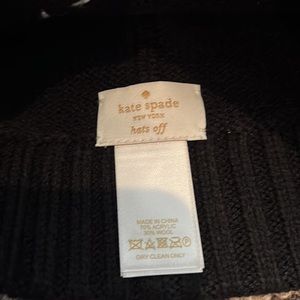 kate spade
NEW YORK
hats off
MADE IN CHINA
70% ACRYLIC
30% WOOL
DRY CLEAN ONLY